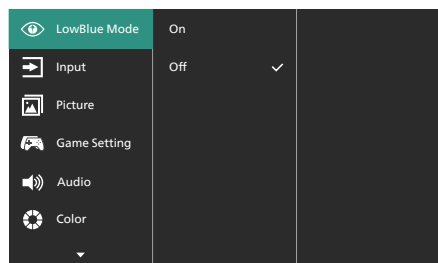 LowBlue Mode
On
Input
Off
Picture
Game Setting
Audio
Color